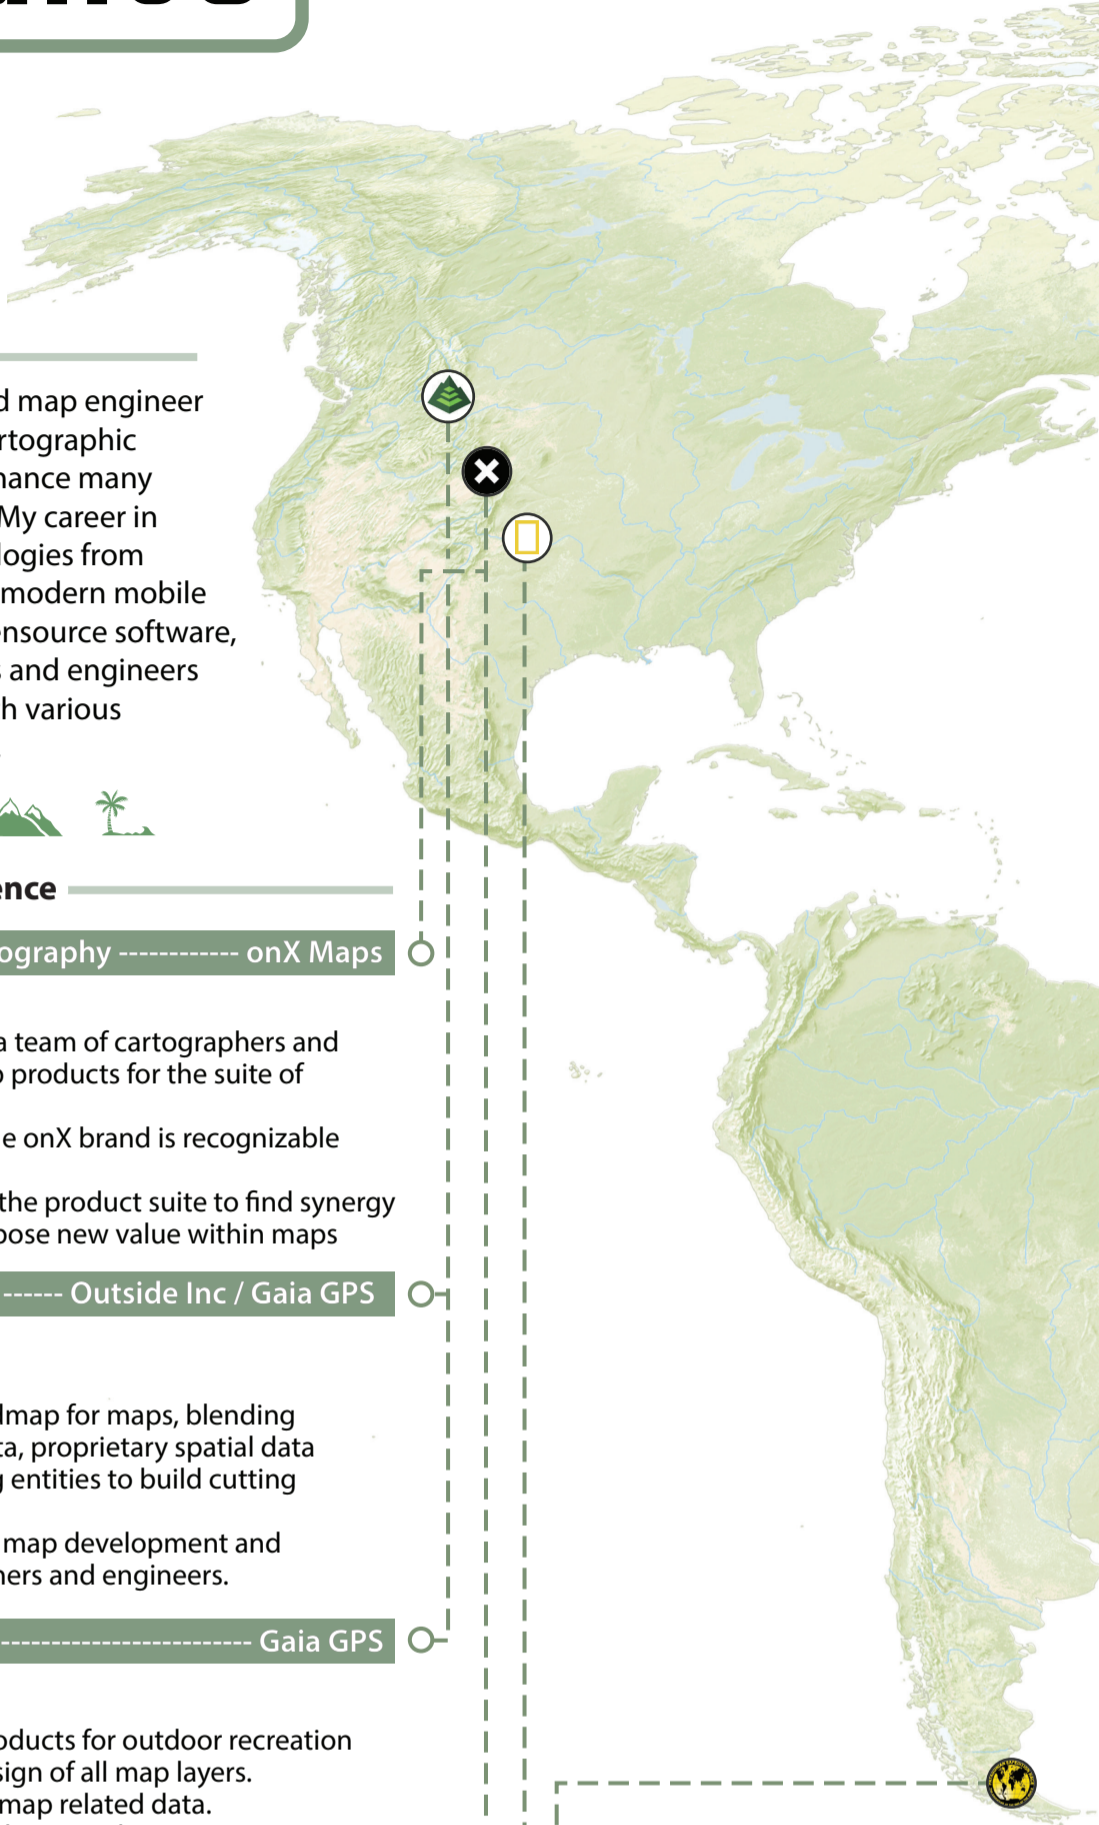 d map engineer
rtographic
nance many
My career in
logies from
modern mobile
ensource software,
s and engineers
h various
ence
ography ------------ onX Maps
a team of cartographers and
o products for the suite of
e onX brand is recognizable
the product suite to find synergy
pose new value within maps
------ Outside Inc / Gaia GPS
dmap for maps, blending
ta, proprietary spatial data
g entities to build cutting
map development and
hers and engineers.
------------------------- Gaia GPS
oducts for outdoor recreation
sign of all map layers.
map related data.